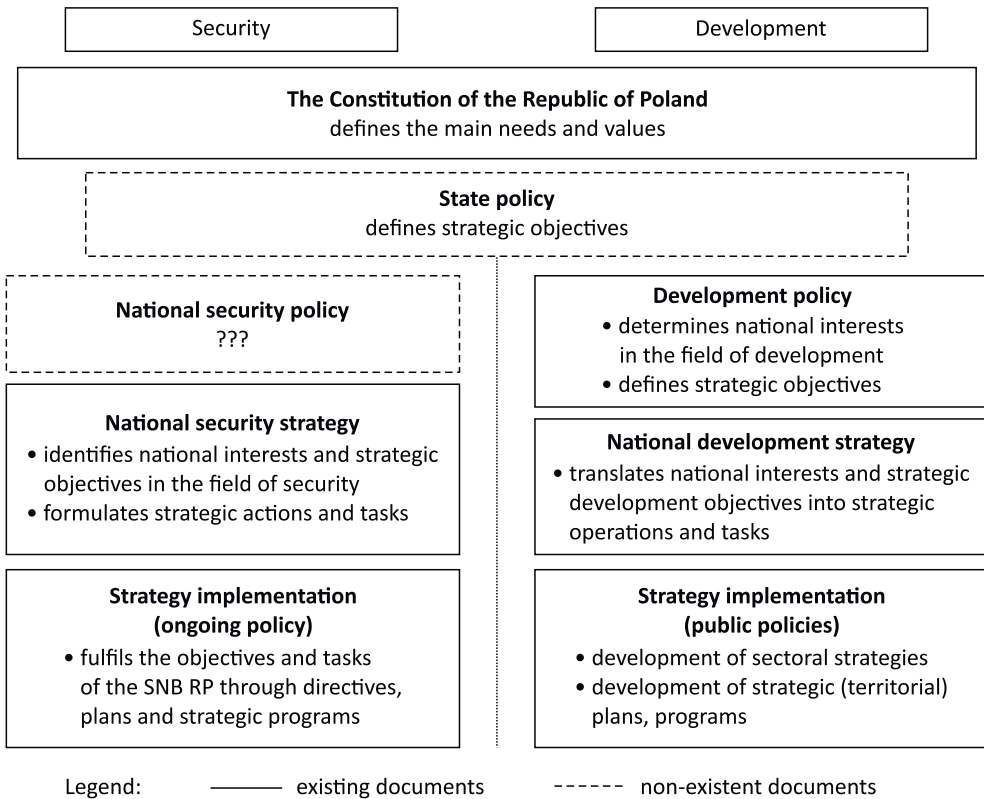 Security
Development
The Constitution of the Republic of Poland
defines the main needs and values
State policy
defines strategic objectives
National security policy
???
National security strategy
• identifies national interests and strategic
objectives in the field of security
• formulates strategic actions and tasks
Strategy implementation
(ongoing policy)
• fulfils the objectives and tasks
of the SNB RP through directives,
plans and strategic programs
Development policy
• determines national interests
in the field of development
• defines strategic objectives
National development strategy
• translates national interests and strategic
development objectives into strategic
operations and tasks
Strategy implementation
(public policies)
• development of sectoral strategies
• development of strategic (territorial)
plans, programs
Legend:
existing documents
non-existent documents